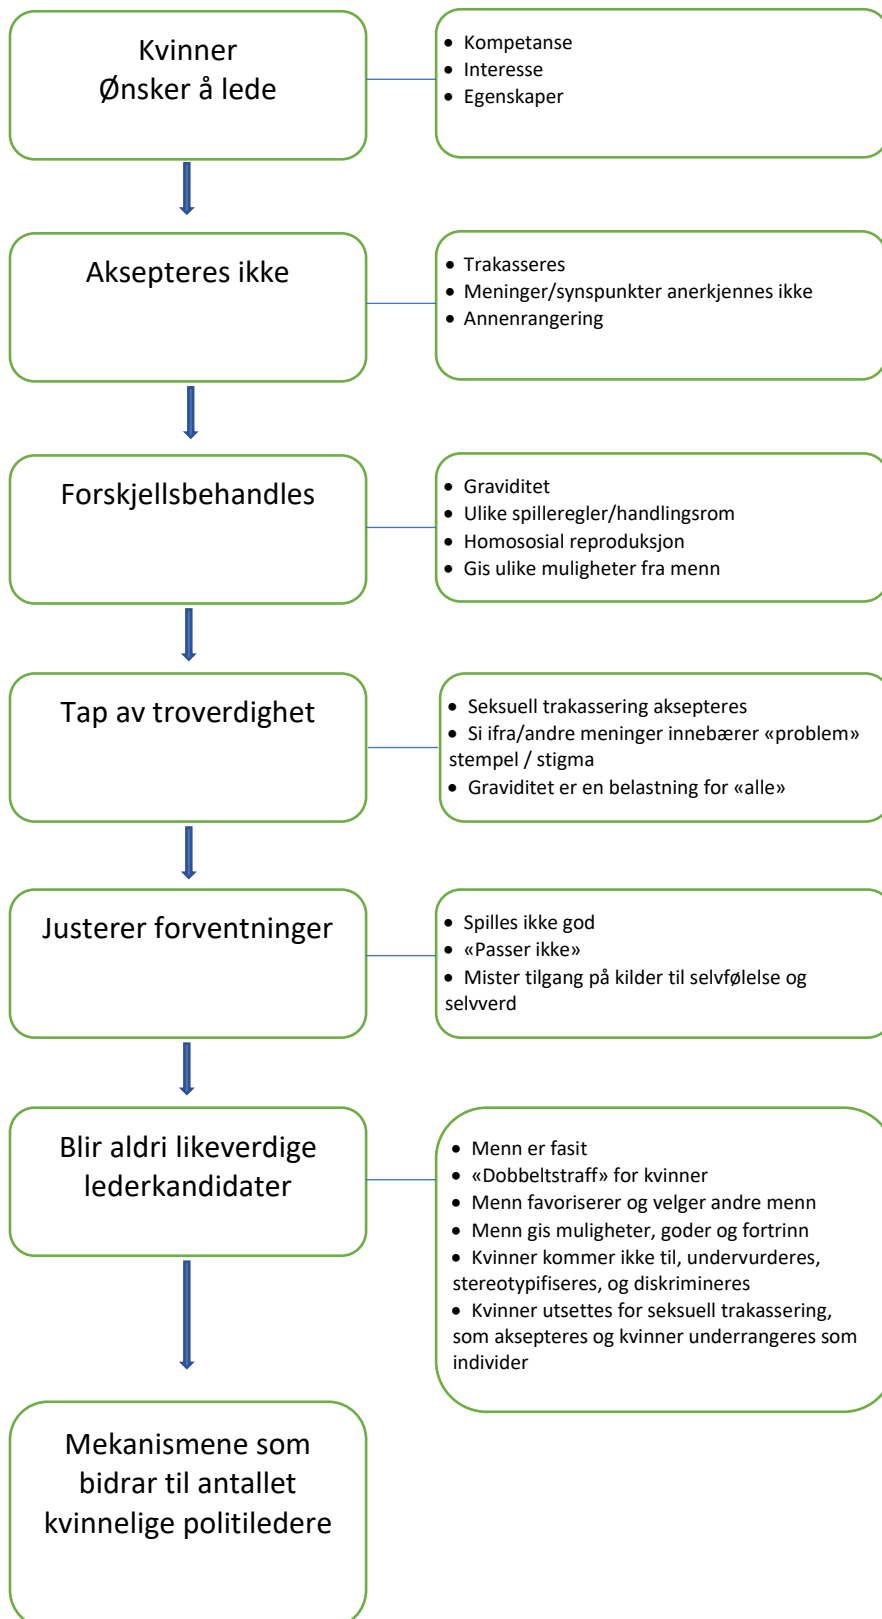 Kvinner
Ønsker å lede
• Kompetanse
• Interesse
• Egenskaper
Aksepteres ikke
• Trakasseres
• Meninger/synspunkter anerkjennes ikke
• Annenrangering
Forskjellsbehandles
• Graviditet
• Ulike spilleregler/handlingsrom
• Homososial reproduksjon
• Gis ulike muligheter fra menn
Tap av troverdighet
• Seksuell trakassering aksepteres
• Si ifra/andre meninger innebærer «problem»
stempel / stigma
• Graviditet er en belastning for «alle»
Justerer forventninger
• Spilles ikke god
• «Passer ikke»
• Mister tilgang på kilder til selvfølelse og
selvverd
Blir aldri likeverdige
lederkandidater
• Menn er fasit
• «Dobbeltstraff» for kvinner
• Menn favoriserer og velger andre menn
• Menn gis muligheter, goder og fortrinn
• Kvinner kommer ikke til, undervurderes,
stereotypifiseres, og diskrimineres
• Kvinner utsettes for seksuell trakassering,
som aksepteres og kvinner underrangeres som
individer
Mekanismene som
bidrar til antallet
kvinnelige politiledere